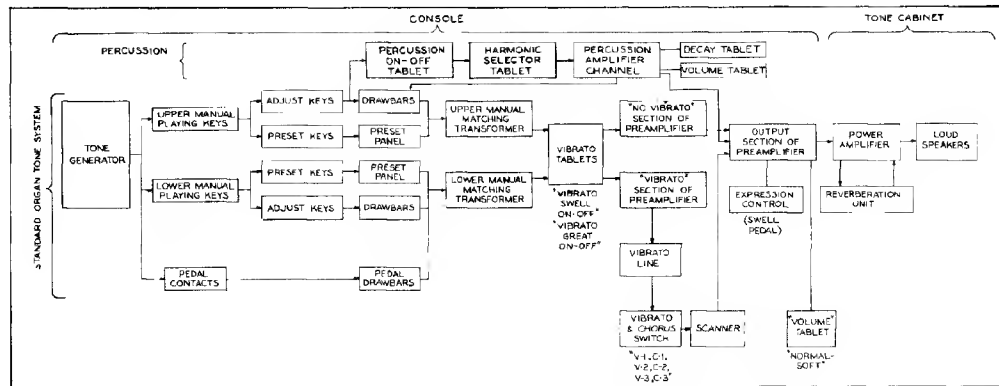 CONSOLE
TONE CABINET
PERCUSSION
PERCUSSION
ON-OFF
TABLET
HARMONIC
SELECTOR
TABLET
PERCUSSION
AMPLIFIER
CHANNEL
DECAY TABLET
VOLUME TABLET
STANDARD ORGAN TONE SYSTEM
TONE
GENERATOR
UPPER MANUAL
PLAYING KEYS
ADJUST KEYS
DRAWBARS
PRESET KEYS
PRESET
PANEL
UPPER MANUAL
MATCHING
TRANSFORMER
LOWER MANUAL
PLAYING KEYS
PRESET KEYS
PRESET
PANEL
ADJUST KEYS
DRAWBARS
LOWER MANUAL
MATCHING
TRANSFORMER
PEDAL
CONTACTS
PEDAL
DRAWBARS
VIBRATO
TABLETS
"VIBRATO
SWELL
ON-OFF"
"VIBRATO
GREAT
ON-OFF"
"NO VIBRATO"
SECTION OF
PREAMPLIFIER
"VIBRATO"
SECTION OF
PREAMPLIFIER
VIBRATO
LINE
VIBRATO
& CHORUS
SWITCH
"V-1, C-1,
V-2, C-2,
V-3, C-3"
SCANNER
OUTPUT
SECTION OF
PREAMPLIFIER
EXPRESSION
CONTROL
(SWELL
PEDAL)
"VOLUME"
TABLET
"NORMAL-
SOFT"
POWER
AMPLIFIER
LOUD
SPEAKERS
REVERBERATION
UNIT